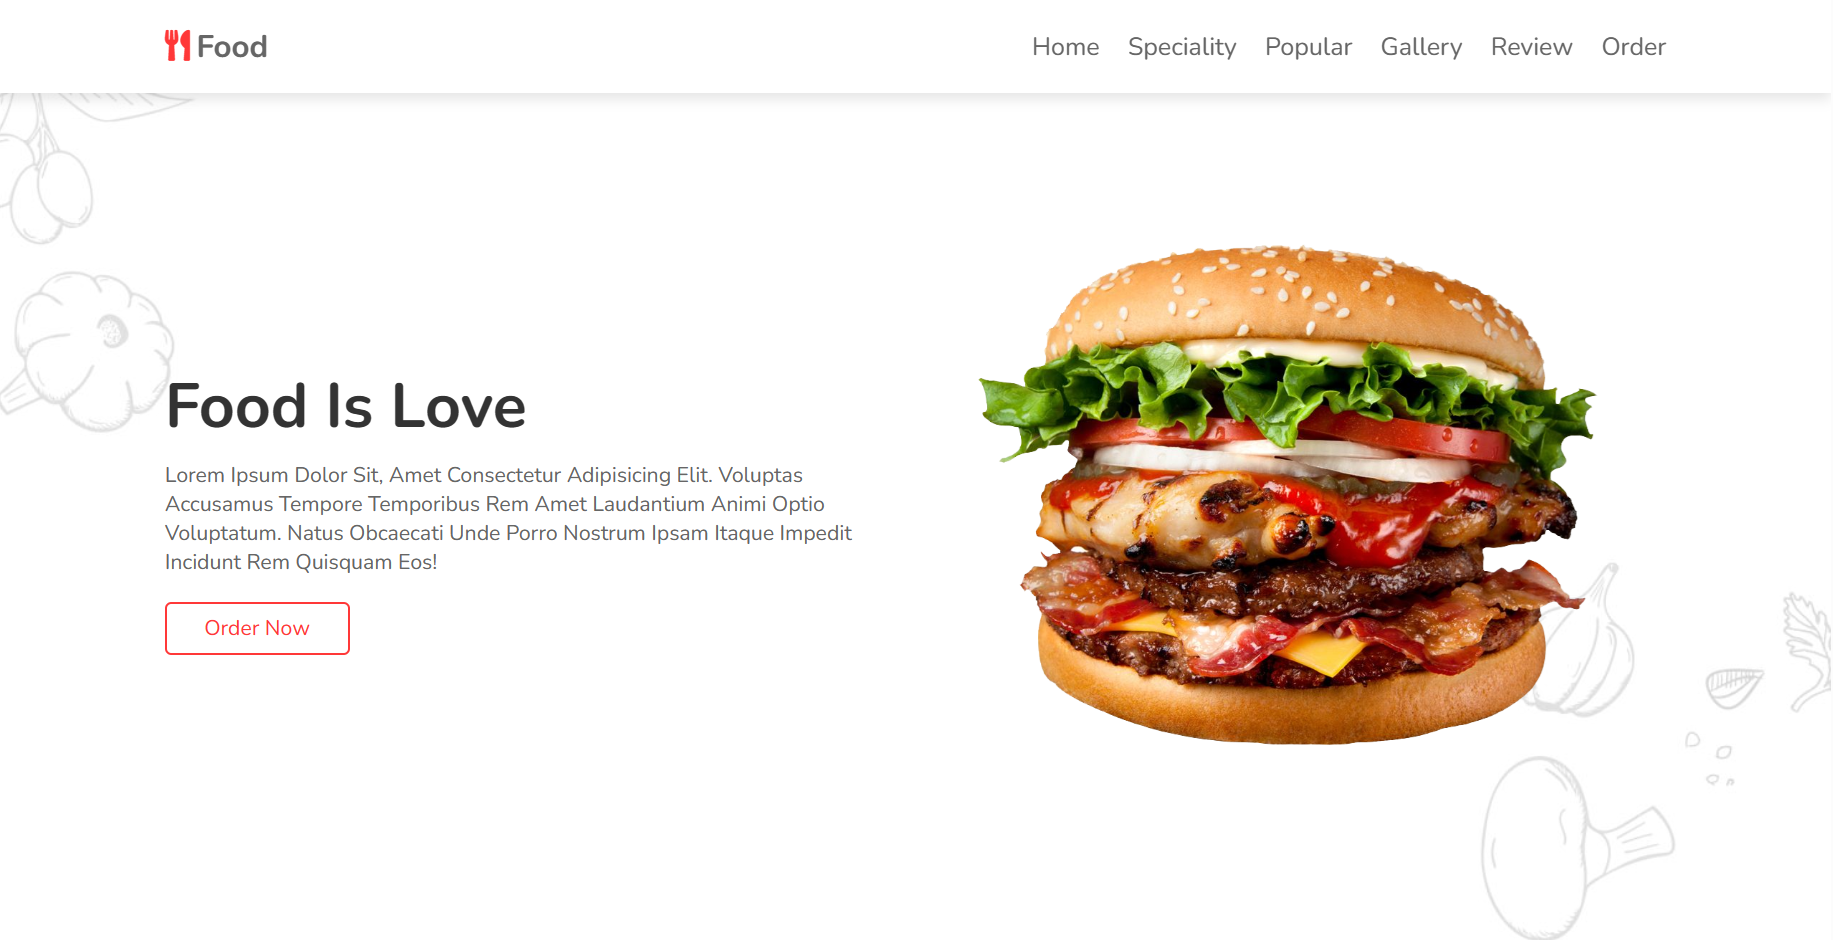 Food
Home Speciality Popular Gallery Review Order
Food Is Love
Lorem Ipsum Dolor Sit, Amet Consectetur Adipisicing Elit. Voluptas
Accusamus Tempore Temporibus Rem Amet Laudantium Animi Optio
Voluptatum. Natus Obcaecati Unde Porro Nostrum Ipsam Itaque Impedit
Incidunt Rem Quisquam Eos!
Order Now